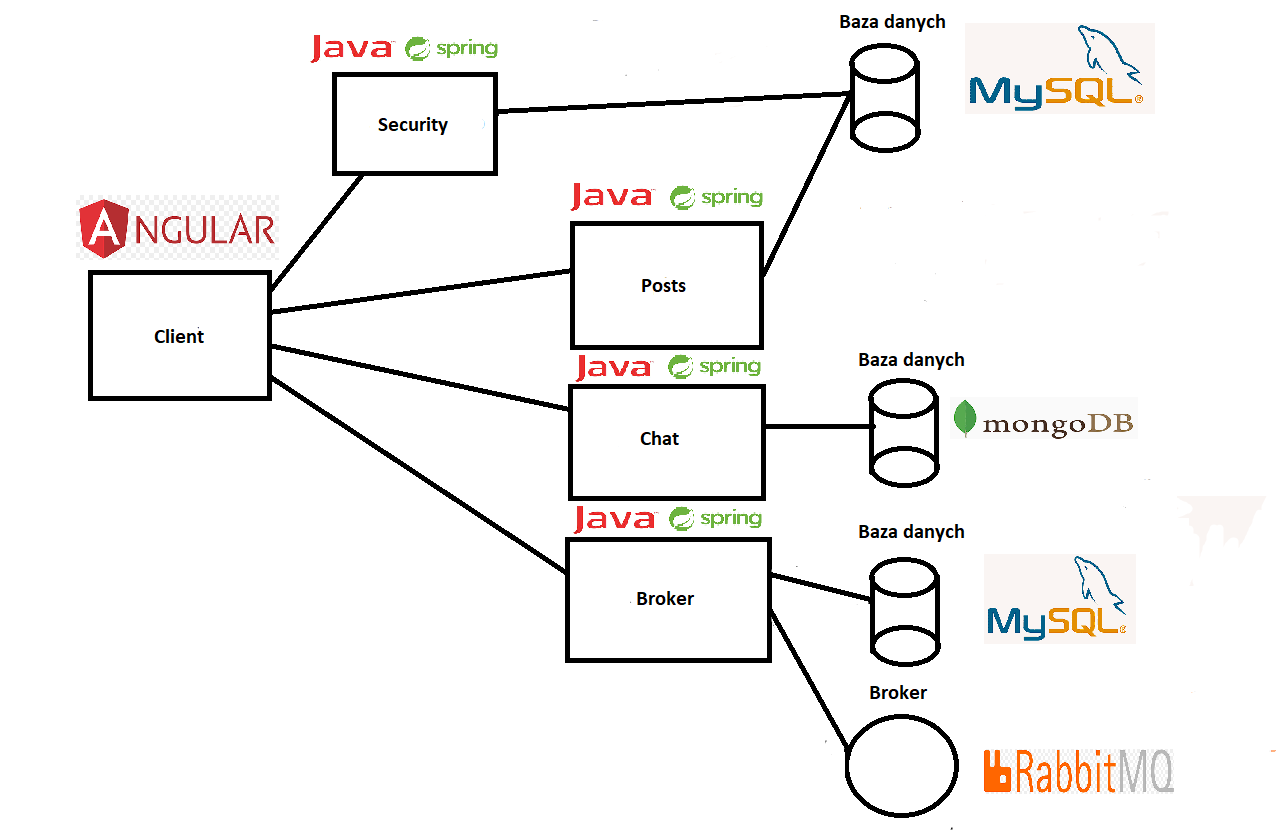 Baza danych
MySQL
Java spring
Security
Java spring
ANGULAR
Posts
Client
Java spring
Baza danych
mongoDB
Chat
Java spring
Baza danych
MySQL
Broker
Broker
RabbitMQ